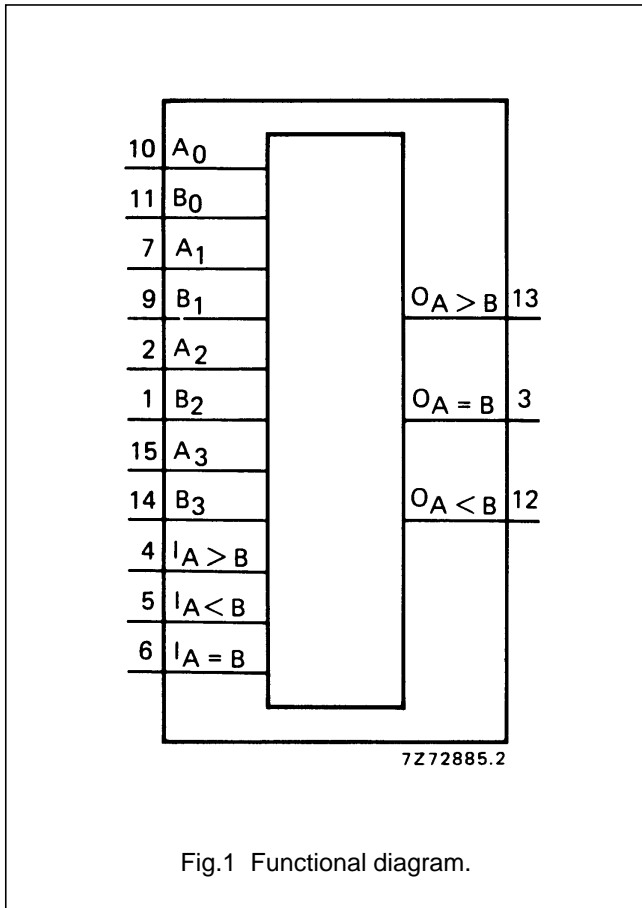 10 A0
11 B0
7 A1
9 B1
2 A2
1 B2
15 A3
14 B3
4 IA > B
5 IA < B
6 IA = B
OA > B 13
OA = B 3
OA < B 12
7Z72885.2
Fig.1 Functional diagram.